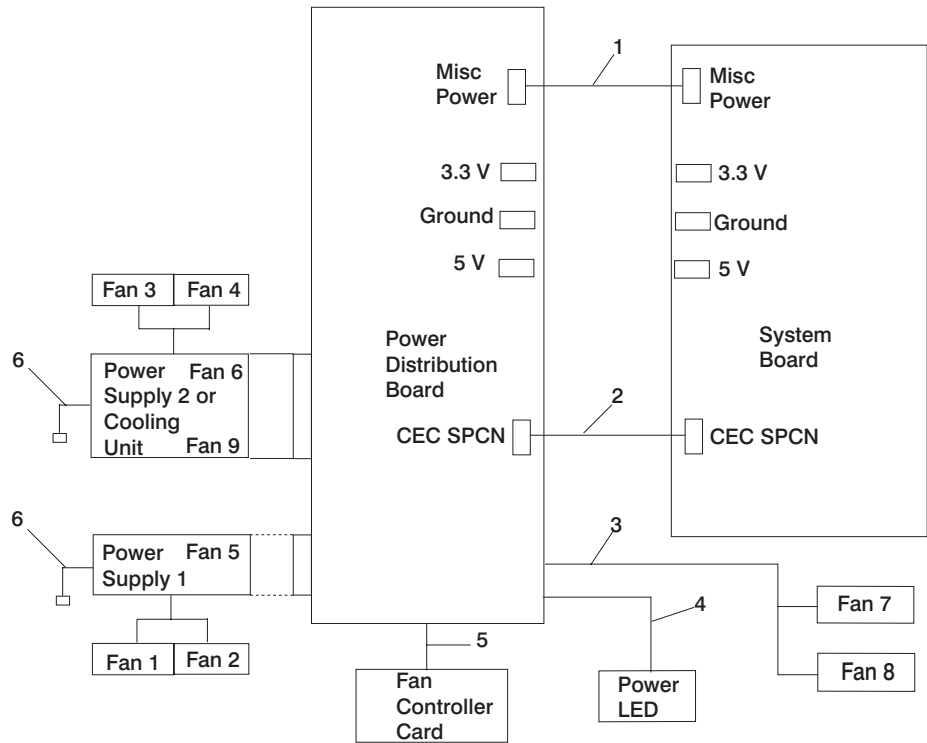 1
Misc
Power
Misc
Power
3.3 V
3.3 V
Ground
Ground
5 V
5 V
Fan 3
Fan 4
Power
Distribution
Board
System
Board
6
Power
Supply 2 or
Cooling
Unit
Fan 6
Fan 9
2
CEC SPCN
CEC SPCN
6
Power
Supply 1
Fan 5
3
Fan 7
4
Fan 1
Fan 2
5
Fan 8
Fan
Controller
Card
Power
LED